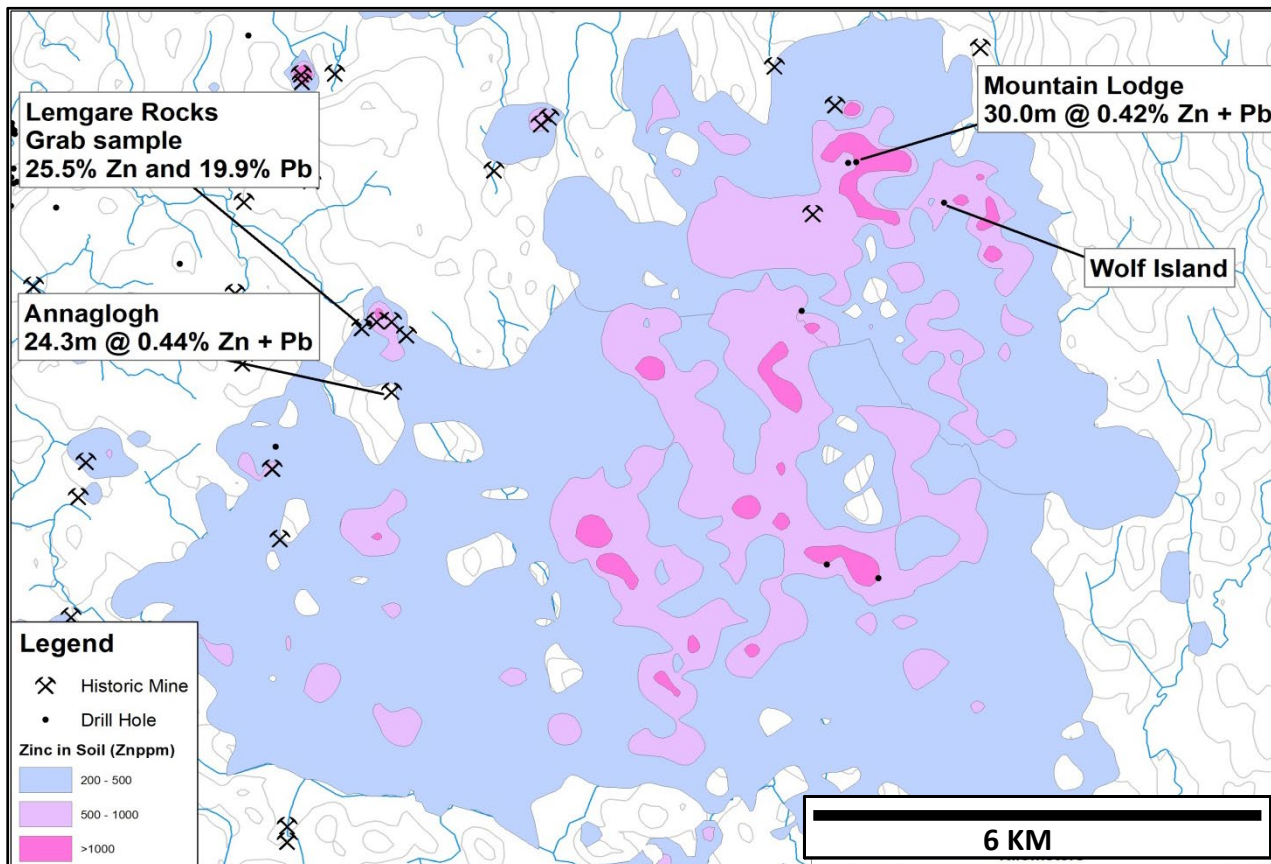 Lemgare Rocks
Grab sample
25.5% Zn and 19.9% Pb
Mountain Lodge
30.0m @ 0.42% Zn + Pb
Wolf Island
Annaglogh
24.3m @ 0.44% Zn + Pb
Legend
Historic Mine
Drill Hole
Zinc in Soil (Znppm)
200 - 500
500 - 1000
>1000
6 KM